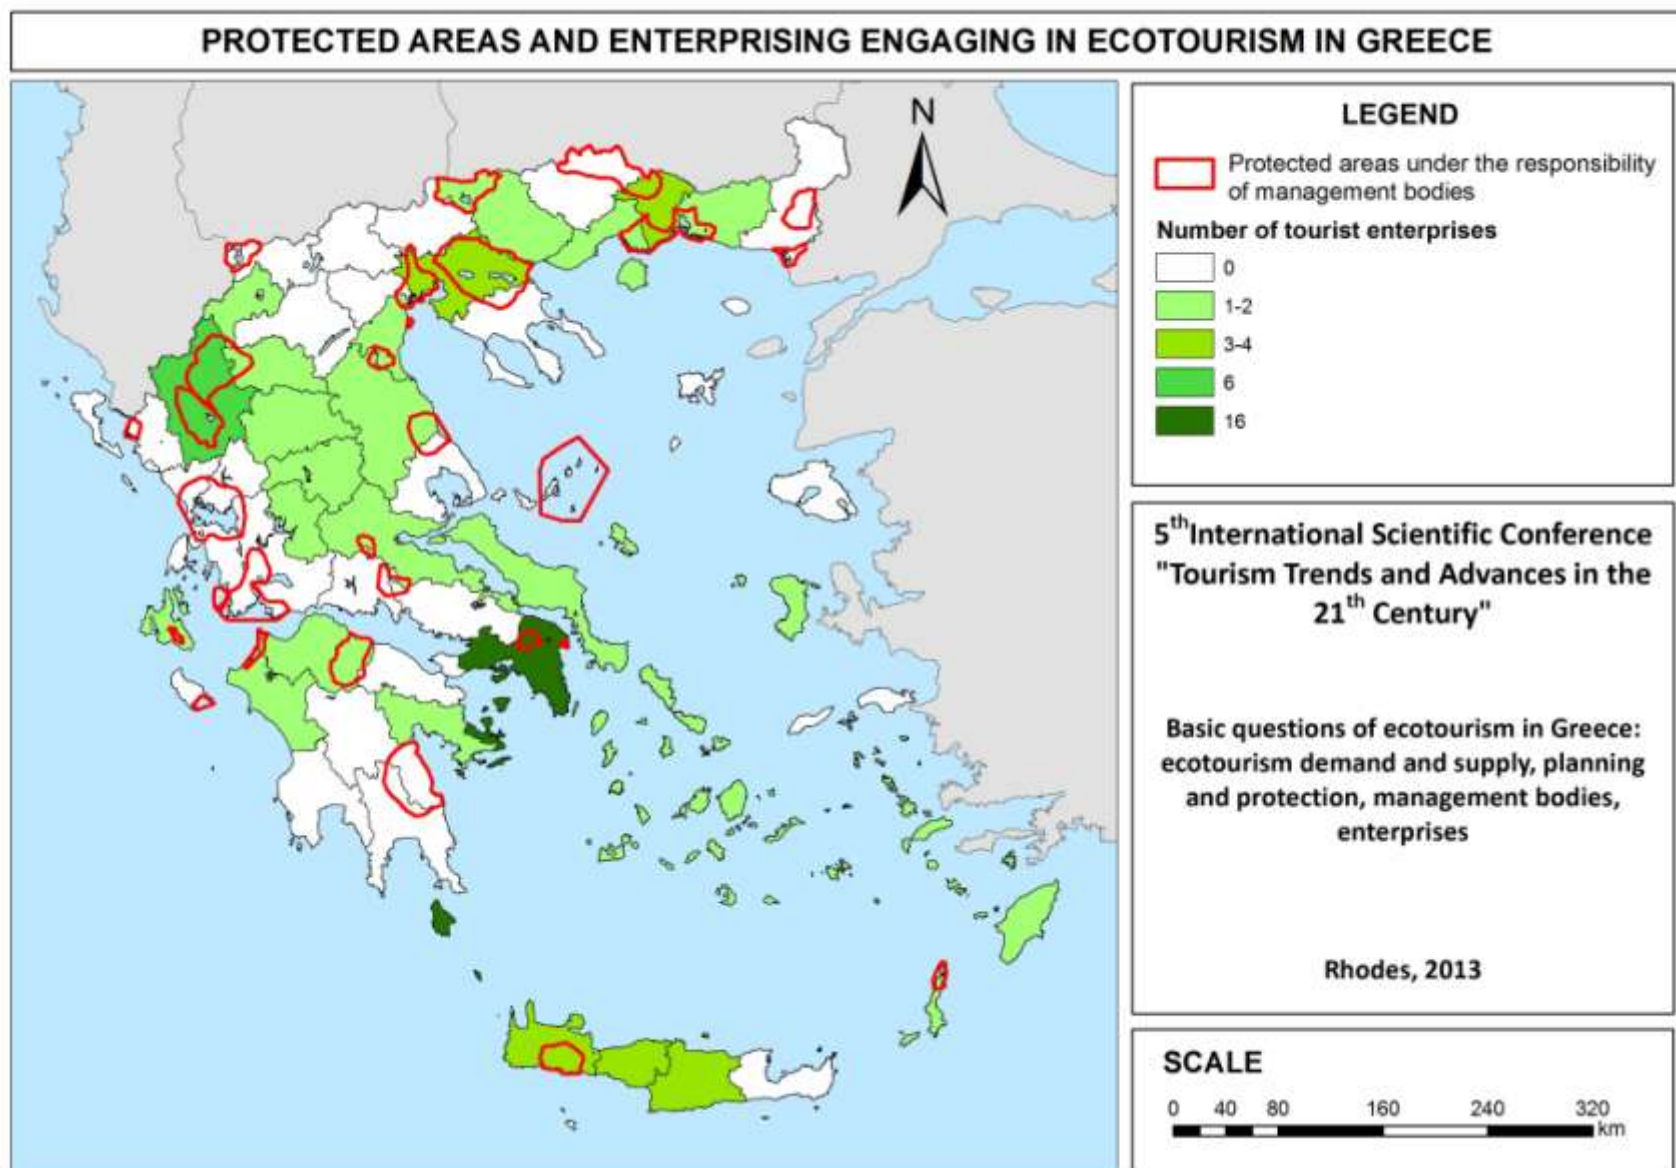 PROTECTED AREAS AND ENTERPRISING ENGAGING IN ECOTOURISM IN GREECE
N
LEGEND
Protected areas under the responsibility
of management bodies
Number of tourist enterprises
0
1-2
3-4
6
16
5th International Scientific Conference
"Tourism Trends and Advances in the
21th Century"
Basic questions of ecotourism in Greece:
ecotourism demand and supply, planning
and protection, management bodies,
enterprises
Rhodes, 2013
SCALE
0 40 80 160 240 320
km